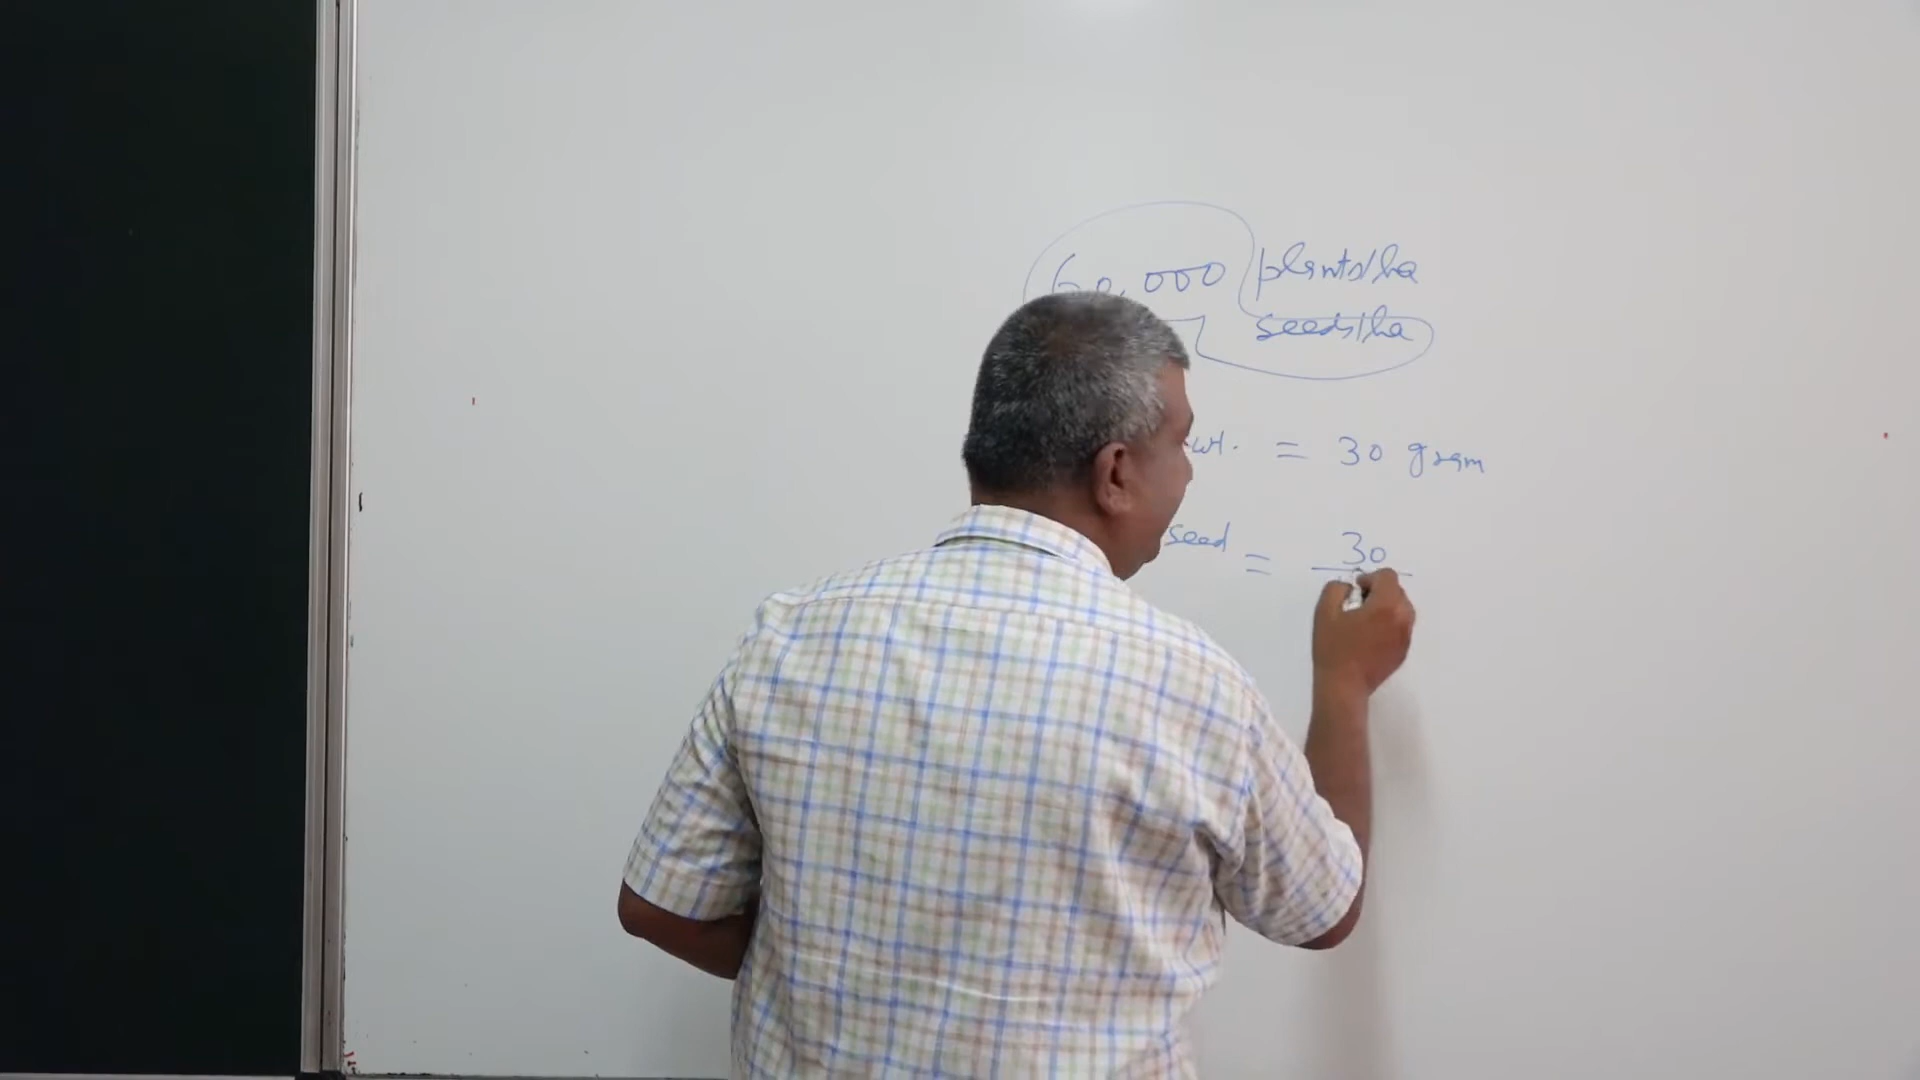 60,000 plants/ha
seeds/ha
wt. = 30 gram
seed = 30